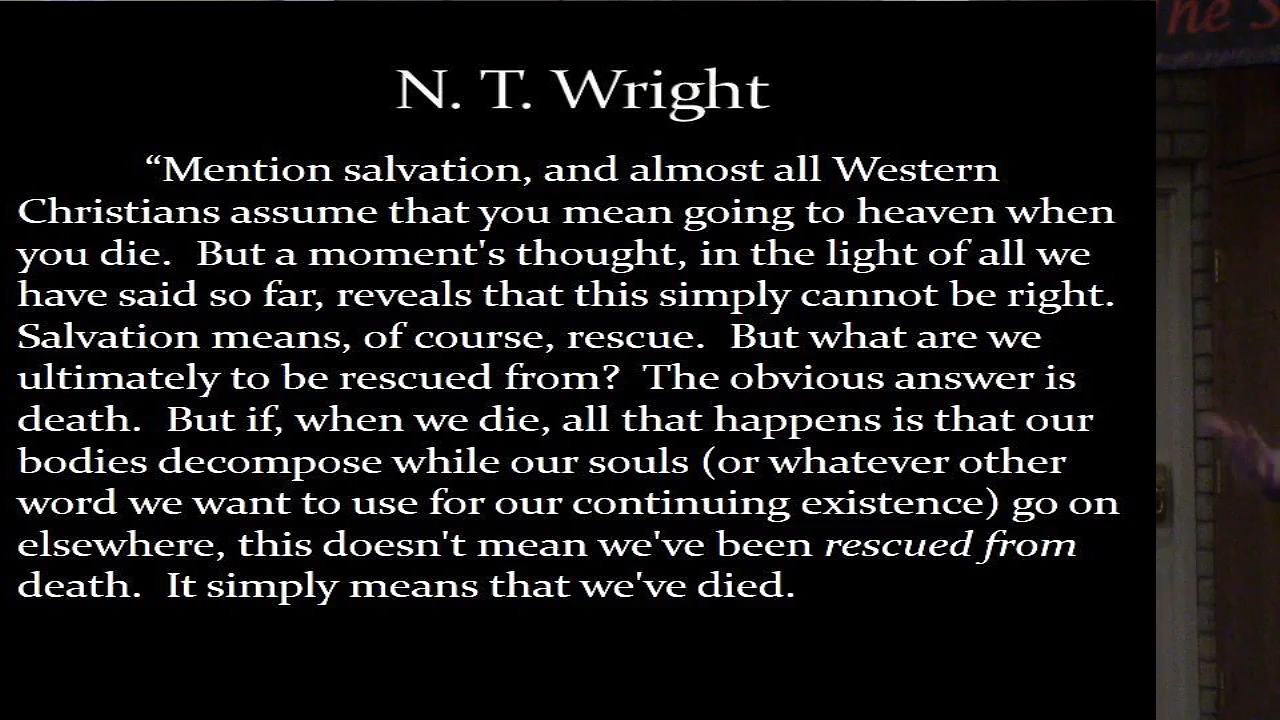 N. T. Wright
“Mention salvation, and almost all Western
Christians assume that you mean going to heaven when
you die.  But a moment's thought, in the light of all we
have said so far, reveals that this simply cannot be right.
Salvation means, of course, rescue.  But what are we
ultimately to be rescued from?  The obvious answer is
death.  But if, when we die, all that happens is that our
bodies decompose while our souls (or whatever other
word we want to use for our continuing existence) go on
elsewhere, this doesn't mean we've been rescued from
death.  It simply means that we've died.